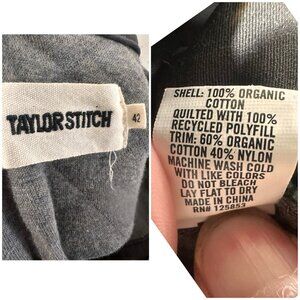 TAYLOR STITCH
42
SHELL: 100% ORGANIC
COTTON
QUILTED WITH 100%
RECYCLED POLYFILL
TRIM: 60% ORGANIC
COTTON 40% NYLON
MACHINE WASH COLD
WITH LIKE COLORS
DO NOT BLEACH
LAY FLAT TO DRY
MADE IN CHINA
RN# 125853